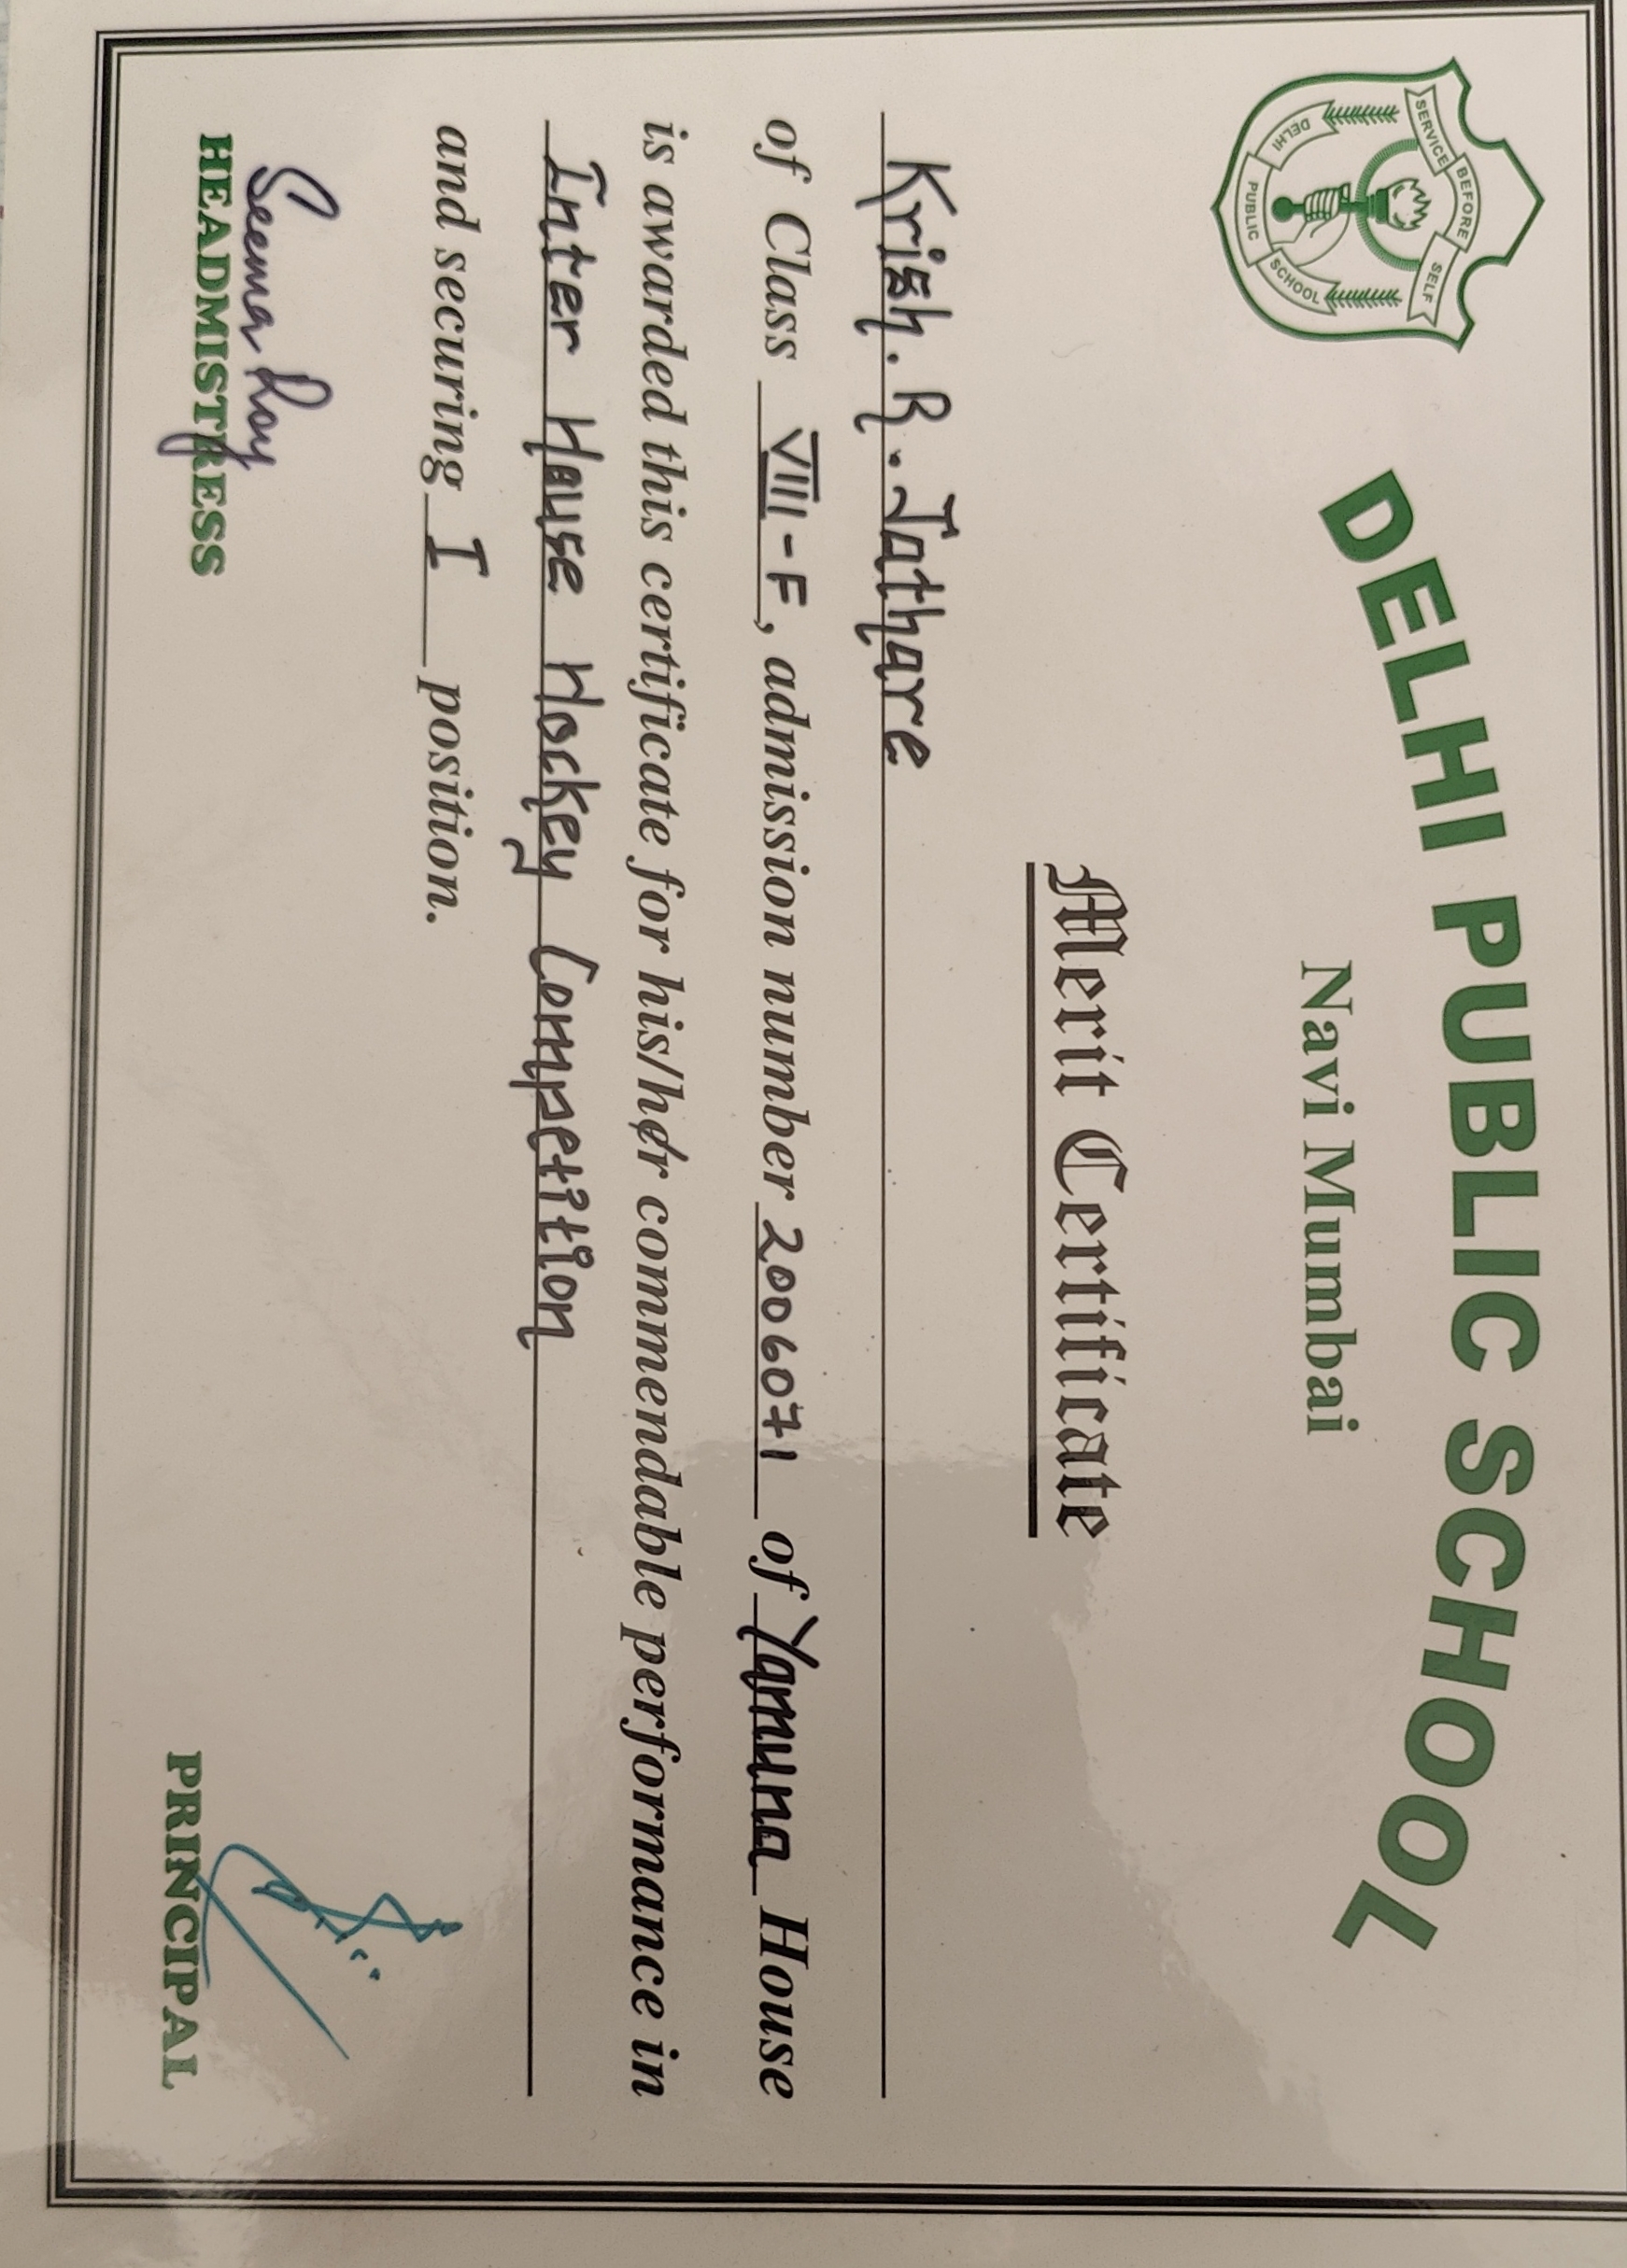 SERVICE BEFORE SELF
DELHI PUBLIC SCHOOL
DELHI PUBLIC SCHOOL
Navi Mumbai
Merit Certificate
Krish. R. Jathare
of Class VIII-F, admission number 2006071 of Yamuna House
is awarded this certificate for his/her commendable performance in
Inter House Hockey Competition
and securing I position.
Seema Roy
HEADMISTRESS
PRINCIPAL